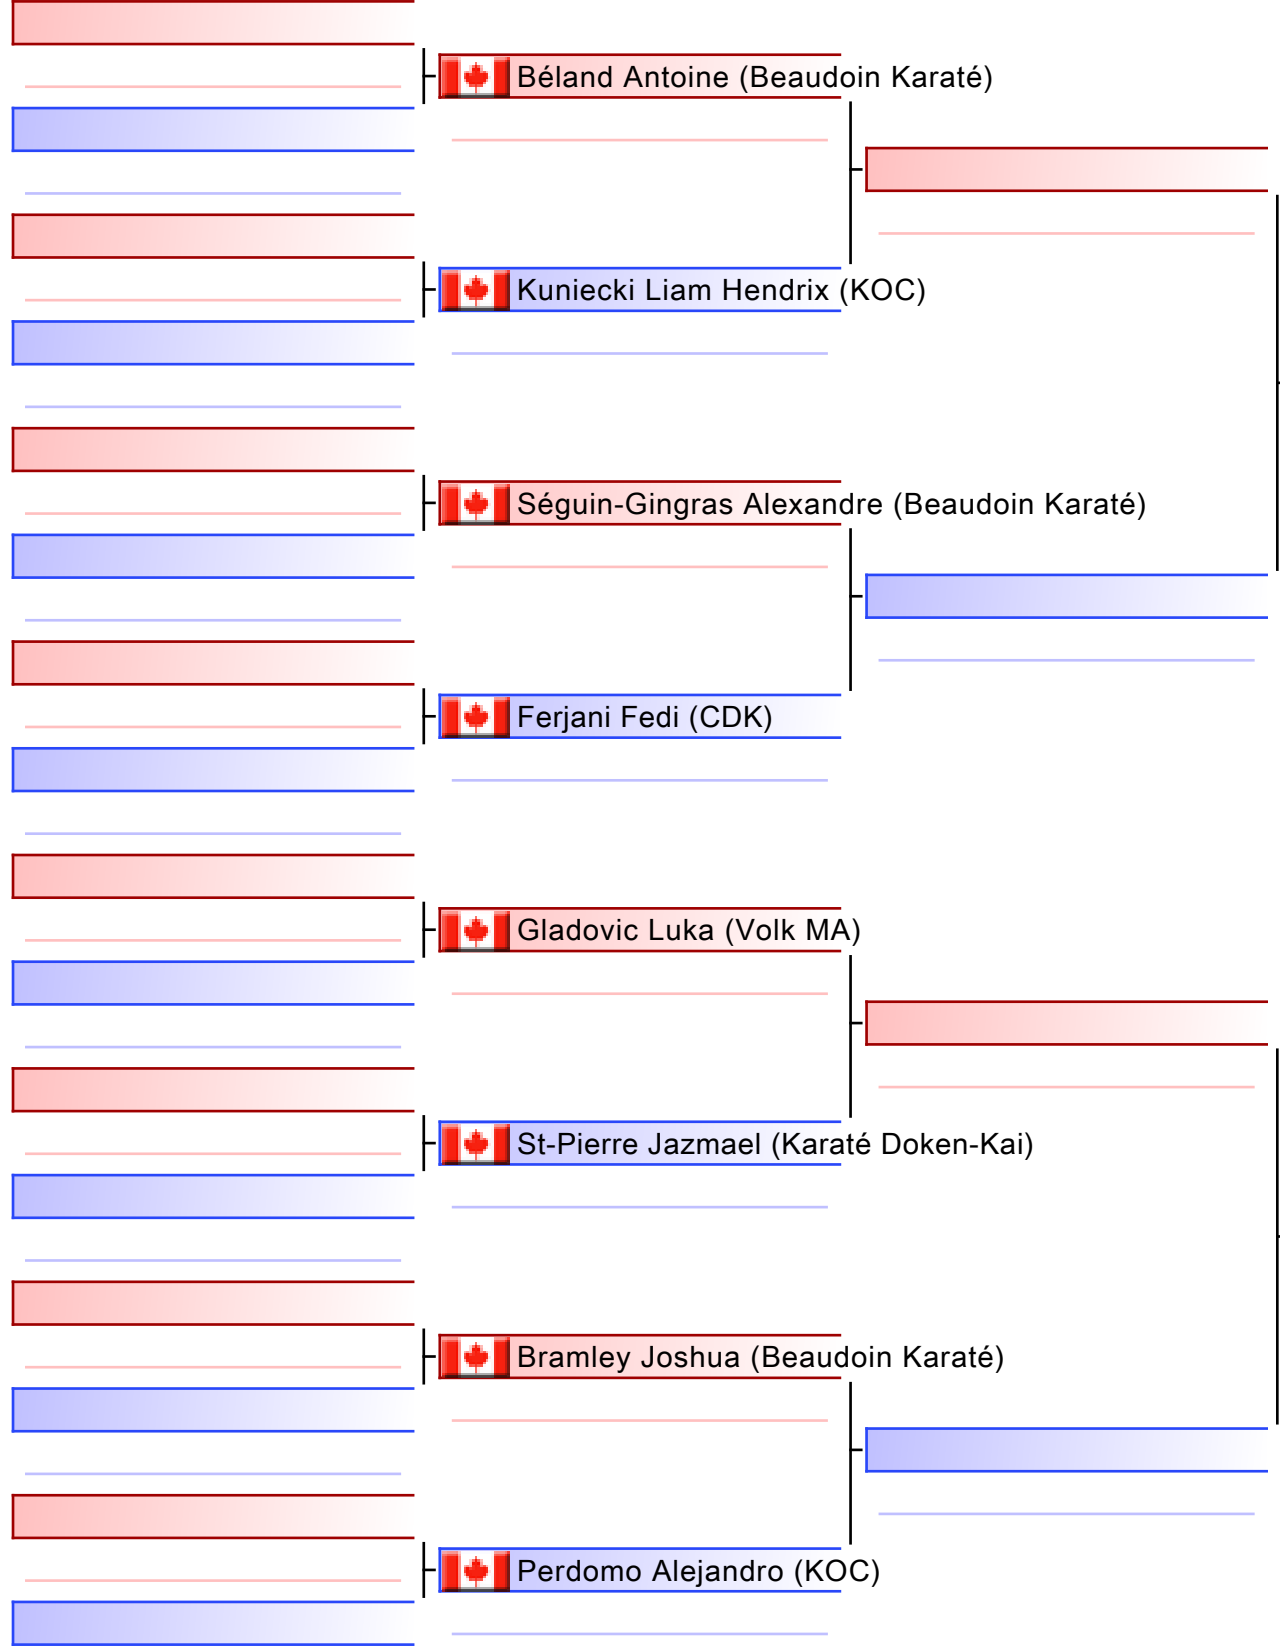 Béland Antoine (Beaudoin Karaté)
Kuniecki Liam Hendrix (KOC)
Séguin-Gingras Alexandre (Beaudoin Karaté)
Ferjani Fedi (CDK)
Gladovic Luka (Volk MA)
St-Pierre Jazmael (Karaté Doken-Kai)
Bramley Joshua (Beaudoin Karaté)
Perdomo Alejandro (KOC)